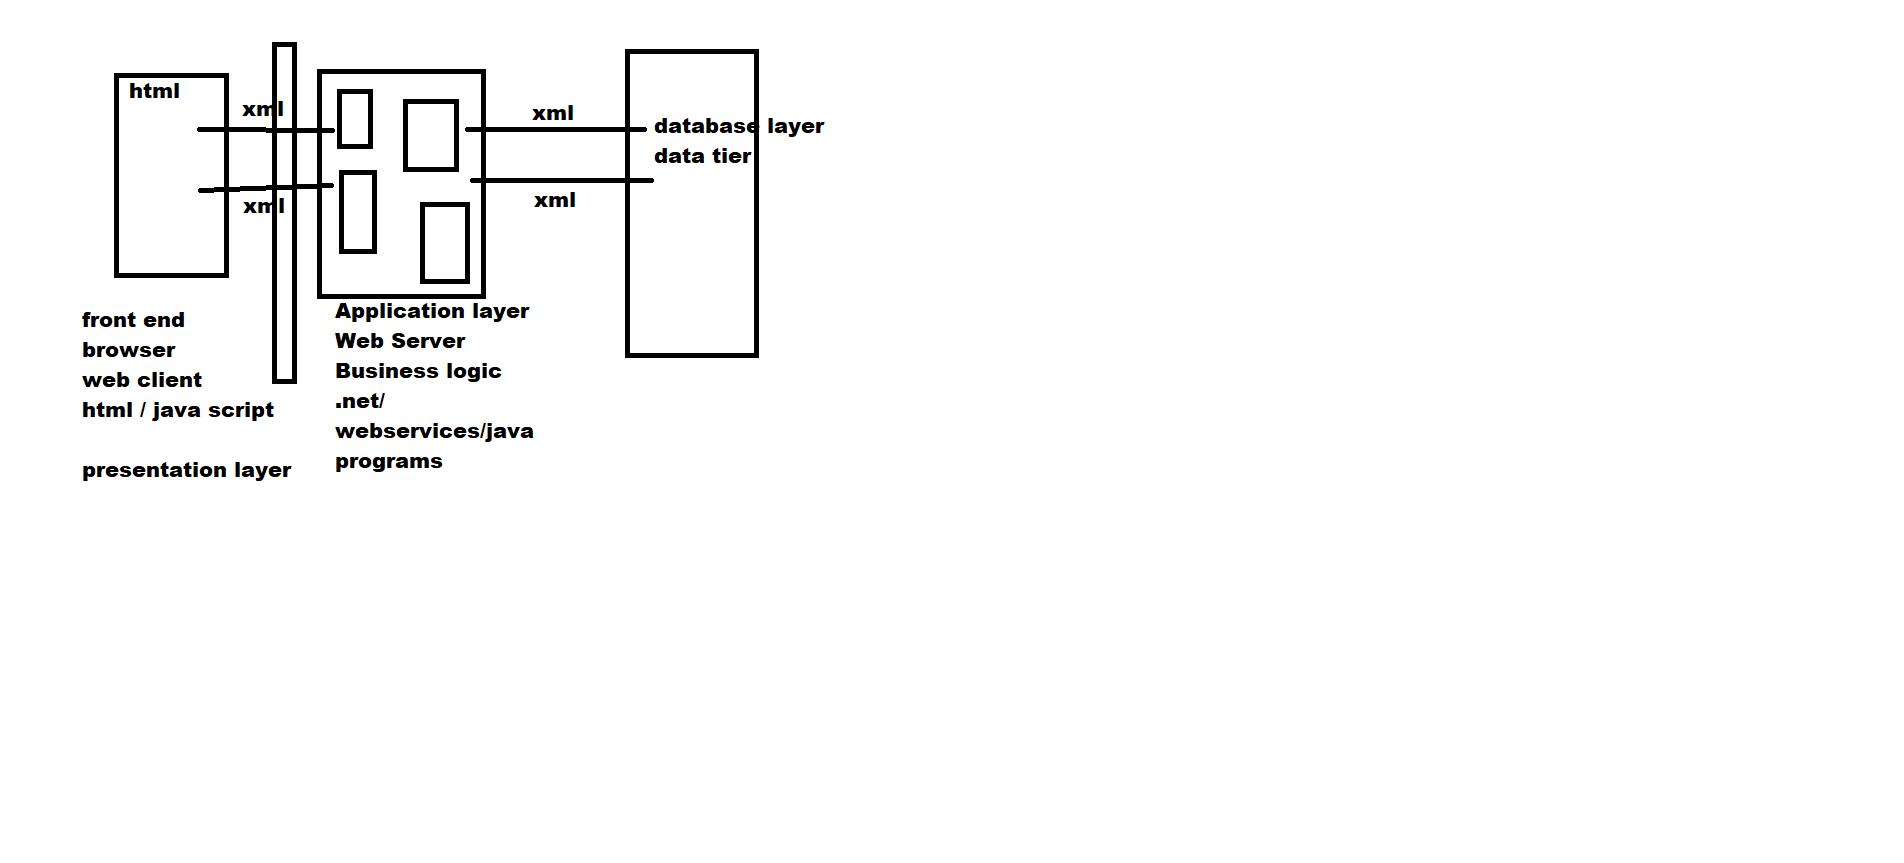 html
xml
xml
xml
xml
database layer
data tier
front end
browser
web client
html / java script
presentation layer
Application layer
Web Server
Business logic
.net/
webservices/java
programs